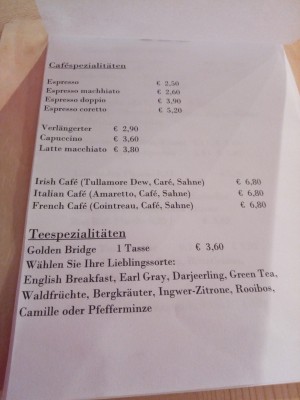 Caféspezialitäten
Espresso € 2,50
Espresso machhiato € 2,60
Espresso doppio € 3,90
Espresso coretto € 5,20
Verlängerter € 2,90
Capuccino € 3,60
Latte macchiato € 3,80
Irish Café (Tullamore Dew, Caré, Sahne) € 6,80
Italian Café (Amaretto, Café, Sahne) € 6,80
French Café (Cointreau, Café, Sahne) € 6,80
Teespezialitäten
Golden Bridge 1 Tasse € 3,60
Wählen Sie Ihre Lieblingssorte:
English Breakfast, Earl Gray, Darjeerling, Green Tea,
Waldfrüchte, Bergkräuter, Ingwer-Zitrone, Rooibos,
Camille oder Pfefferminze